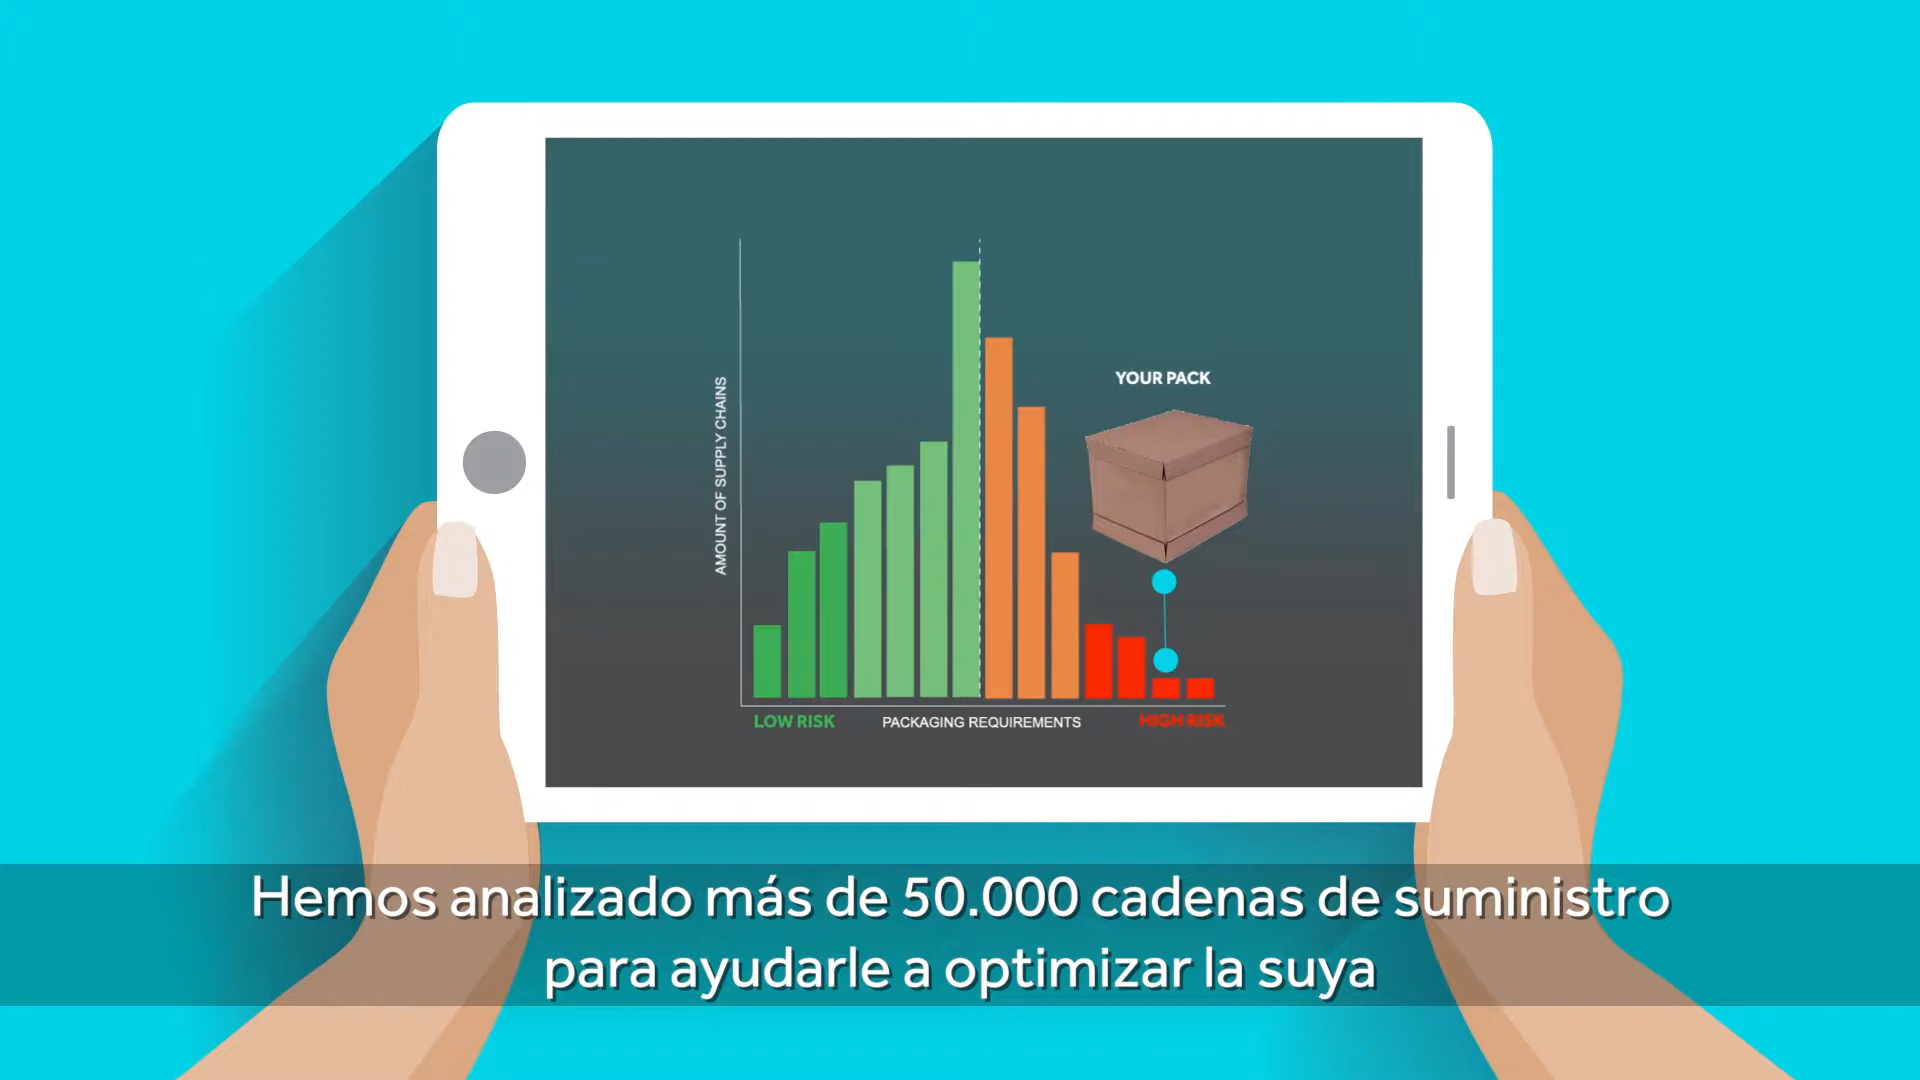 YOUR PACK
AMOUNT OF SUPPLY CHAINS
LOW RISK
PACKAGING REQUIREMENTS
HIGH RISK
Hemos analizado más de 50.000 cadenas de suministro
para ayudarle a optimizar la suya